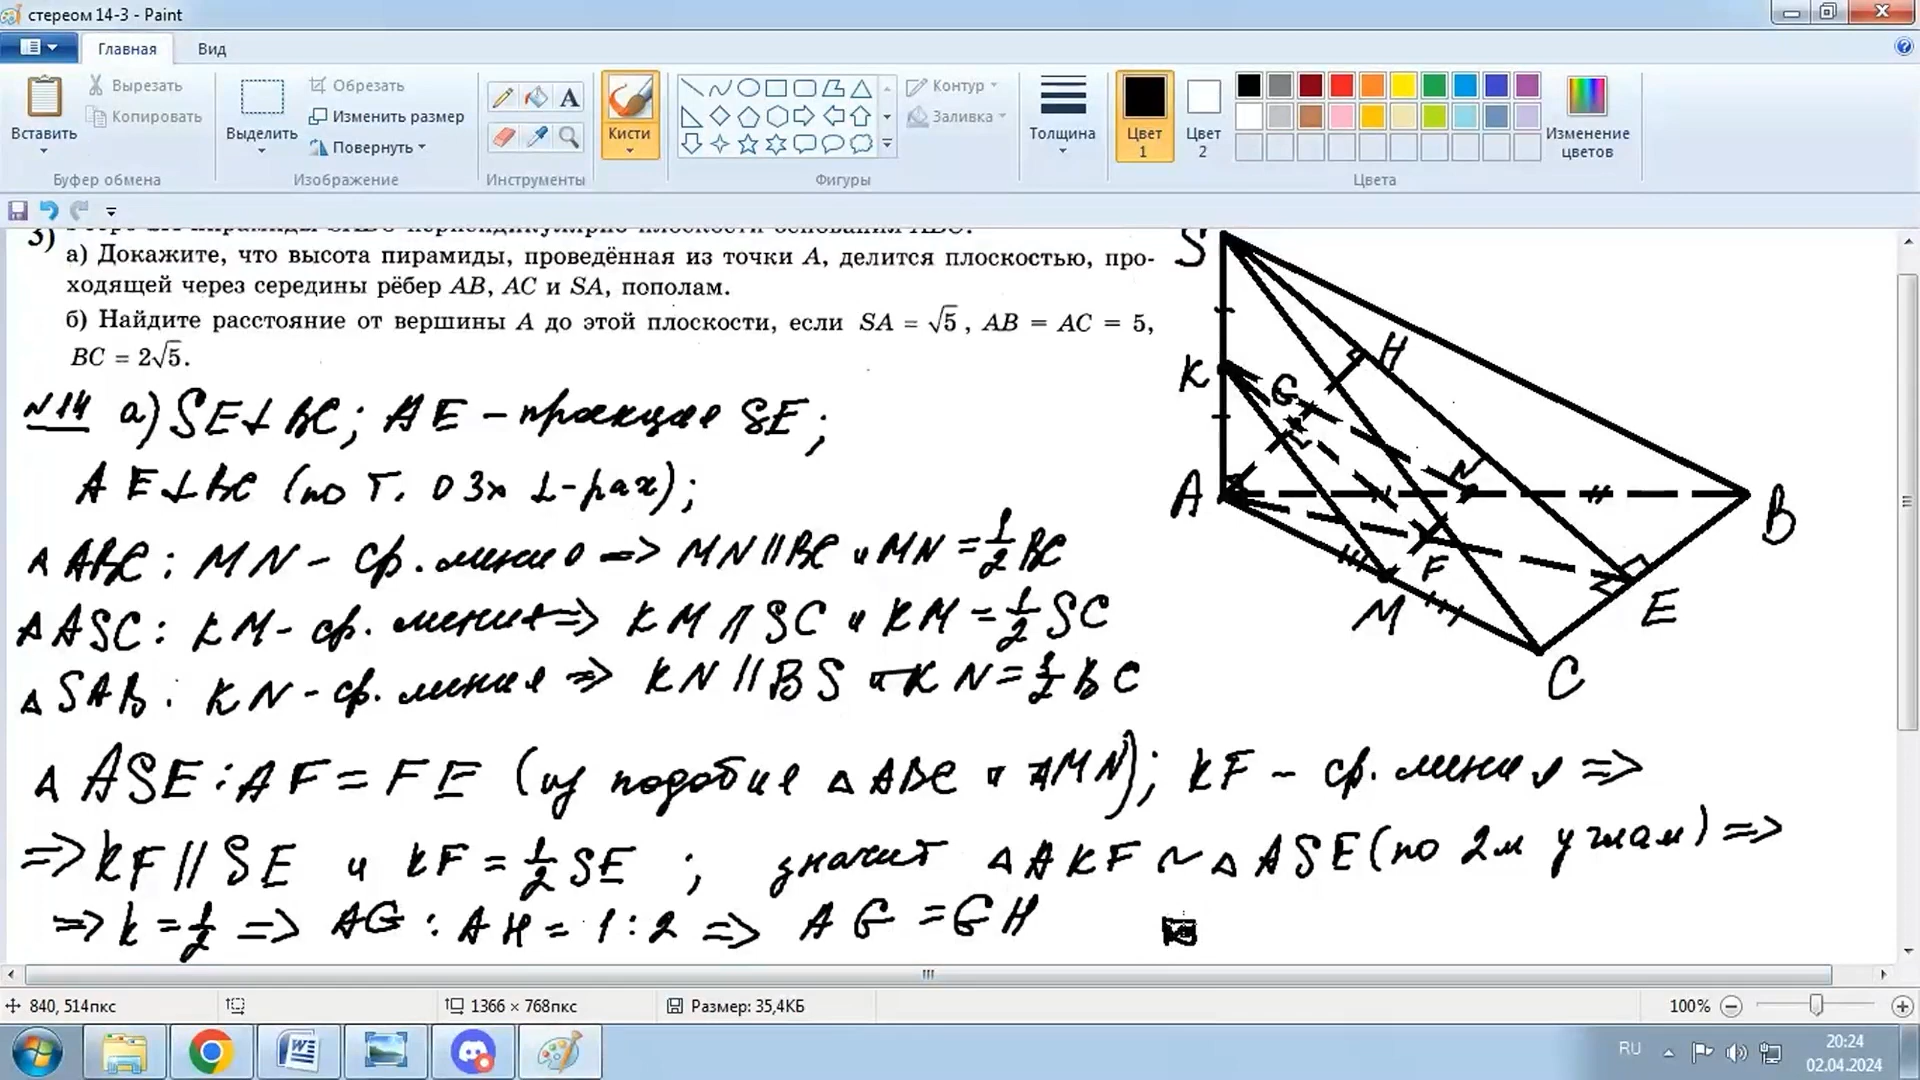 стереом 14-3 - Paint
Главная
Вид
Вставить
Вырезать
Копировать
Буфер обмена
Выделить
Обрезать
Изменить размер
Повернуть
Изображение
Инструменты
Кисти
Контур
Заливка
Фигуры
Толщина
Цвет 1
Цвет 2
Изменение цветов
Цвета
3)
а) Докажите, что высота пирамиды, проведённая из точки A, делится плоскостью, про-
ходящей через середины рёбер AB, AC и SA, пополам.
б) Найдите расстояние от вершины A до этой плоскости, если SA = √5, AB = AC = 5,
BC = 2√5.
N14 а) SE⊥BC; AE – проекция SE;
AE⊥BC (по т. о 3х ⊥-рах);
△ABC: MN – ср. линия => MN || BC и MN = 1/2 BC
△ASC: KM – ср. линия => KM || SC и KM = 1/2 SC
△SAB: KN – ср. линия => KN || BS и KN = 1/2 BC
△ASE: AF = FE (из подобия △ABC и AMN); KF – ср. линия =>
=> KF || SE и KF = 1/2 SE; значит △AKF ~ △ASE (по 2м углам) =>
=> k = 1/2 => AG : AH = 1 : 2 => AG = GH
S
H
K
G
N
A
B
F
M
E
C
840, 514пкс
1366 × 768пкс
Размер: 35,4КБ
100%
RU
20:24
02.04.2024